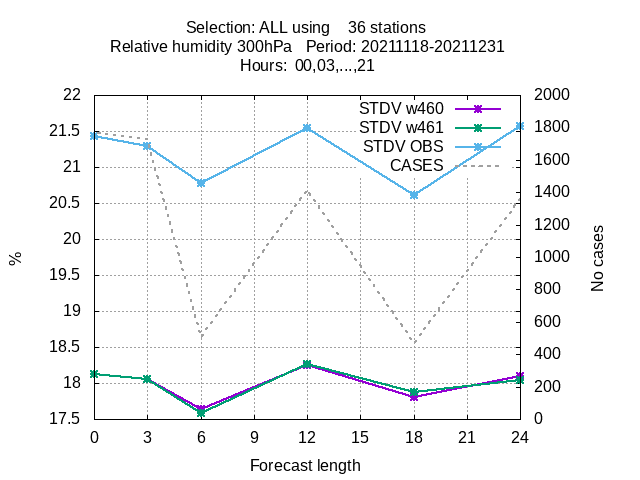 Selection: ALL using 36 stations
Relative humidity 300hPa Period: 20211118-20211231
Hours: 00,03,...,21
STDV w460
STDV w461
STDV OBS
CASES
22
21.5
21
20.5
20
19.5
19
18.5
18
17.5
%
2000
1800
1600
1400
1200
1000
800
600
400
200
0
No cases
0 3 6 9 12 15 18 21 24
Forecast length